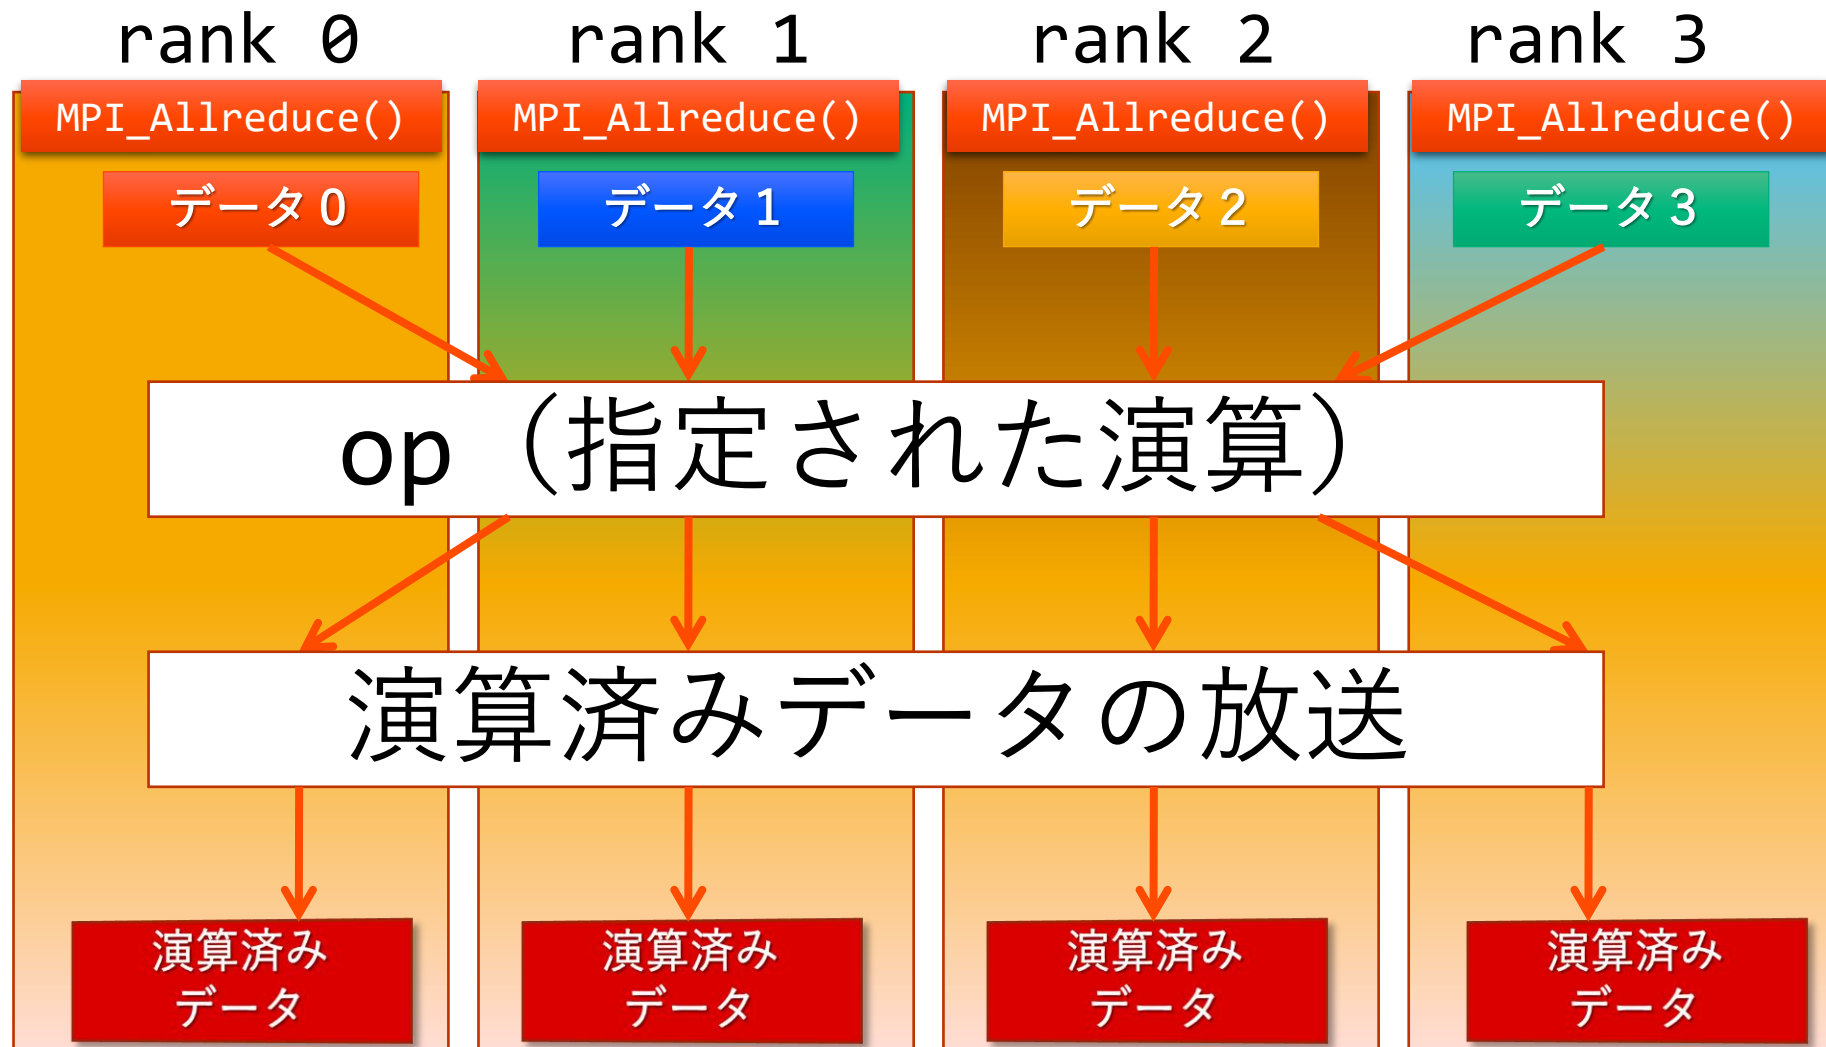 rank 0
rank 1
rank 2
rank 3
MPI_Allreduce()
MPI_Allreduce()
MPI_Allreduce()
MPI_Allreduce()
データ0
データ1
データ2
データ3
op（指定された演算）
演算済みデータの放送
演算済み
データ
演算済み
データ
演算済み
データ
演算済み
データ